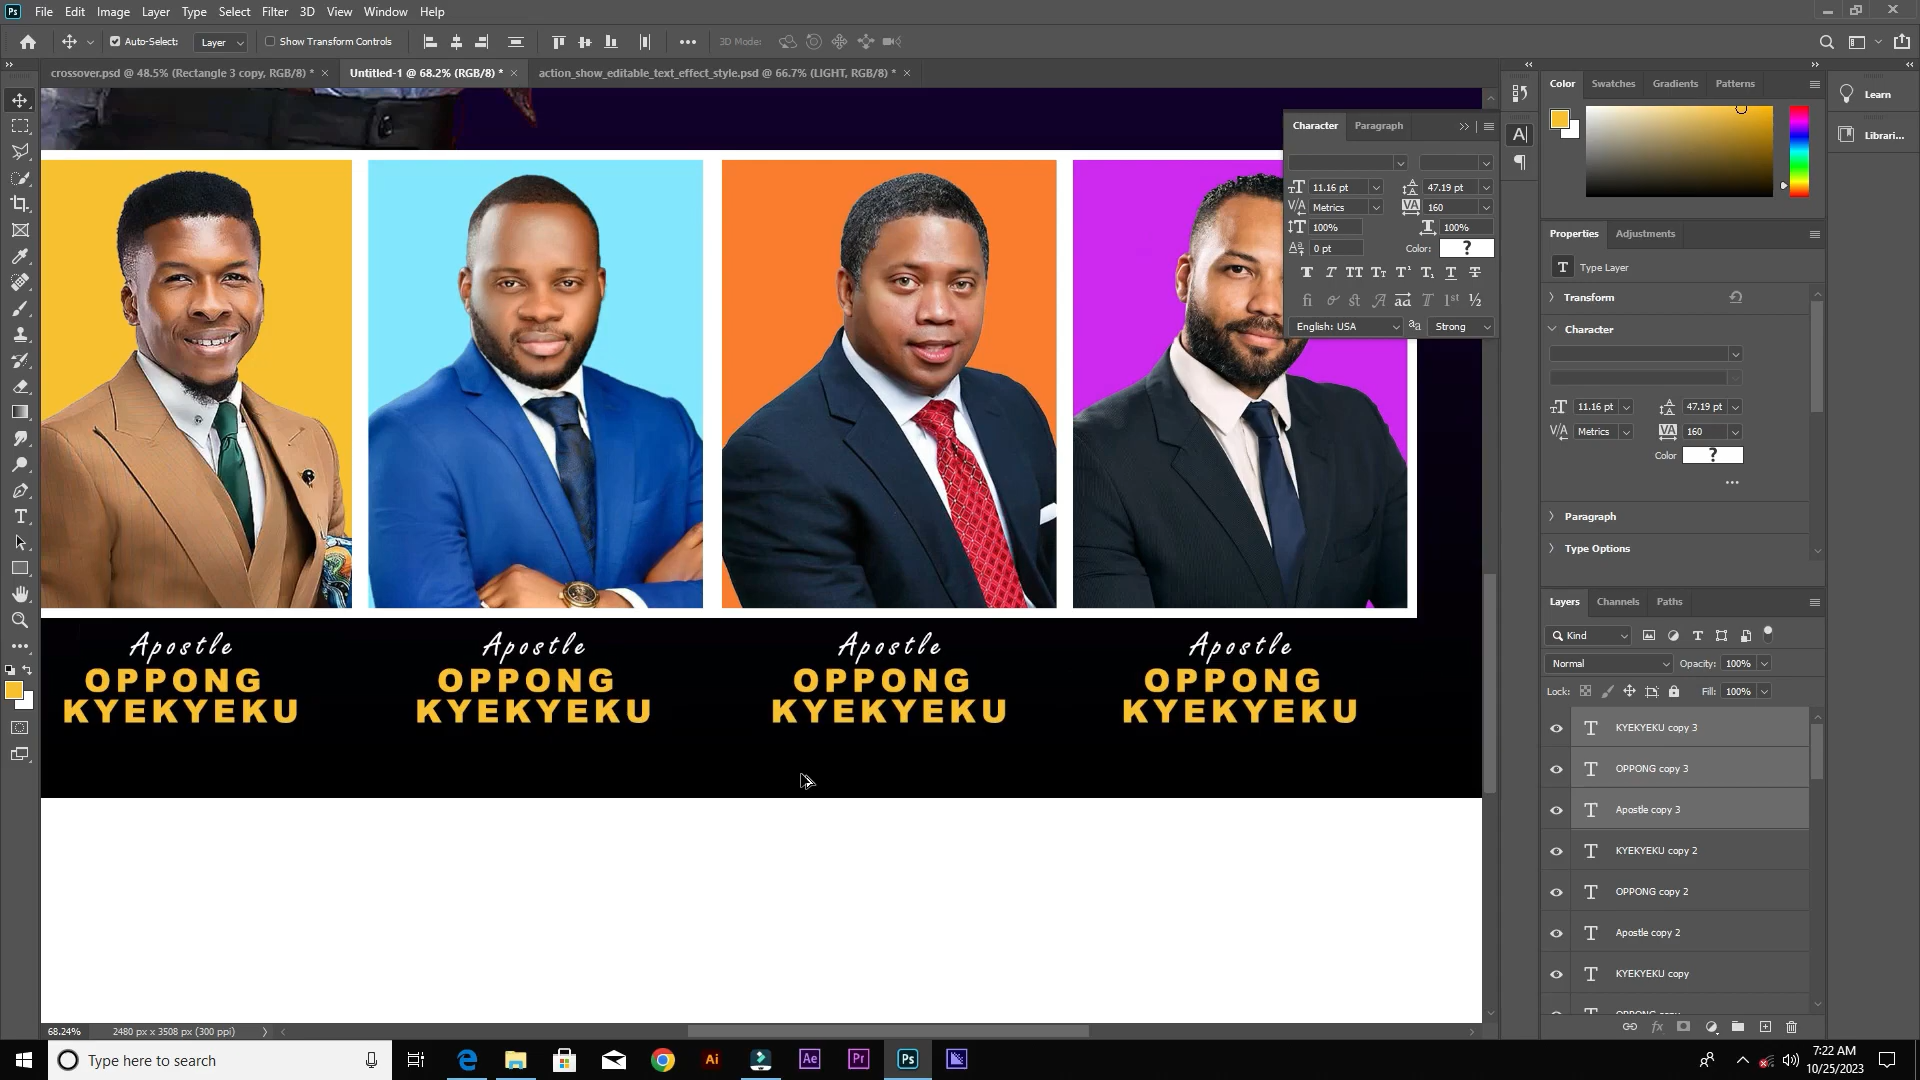 Ps File Edit Image Layer Type Select Filter 3D View Window Help
Auto-Select: Layer Show Transform Controls 3D Mode:
crossover.psd @ 48.5% (Rectangle 3 copy, RGB/8) * Untitled-1 @ 68.2% (RGB/8) * action_show_editable_text_effect_style.psd @ 66.7% (LIGHT, RGB/8) *
Color Swatches Gradients Patterns
Learn
Librari...
Character Paragraph
11.16 pt 47.19 pt
Metrics 160
100% 100%
0 pt Color: ?
English: USA Strong
Properties Adjustments
Type Layer
Transform
Character
11.16 pt 47.19 pt
Metrics 160
Color ?
Paragraph
Type Options
Layers Channels Paths
Kind
Normal Opacity: 100%
Lock: Fill: 100%
KYEKYEKU copy 3
OPPONG copy 3
Apostle copy 3
KYEKYEKU copy 2
OPPONG copy 2
Apostle copy 2
KYEKYEKU copy
OPPONG copy
Apostle Apostle Apostle Apostle
OPPONG OPPONG OPPONG OPPONG
KYEKYEKU KYEKYEKU KYEKYEKU KYEKYEKU
68.24% 2480 px x 3508 px (300 ppi)
Type here to search
Ai Ae Pr Ps
7:22 AM
10/25/2023